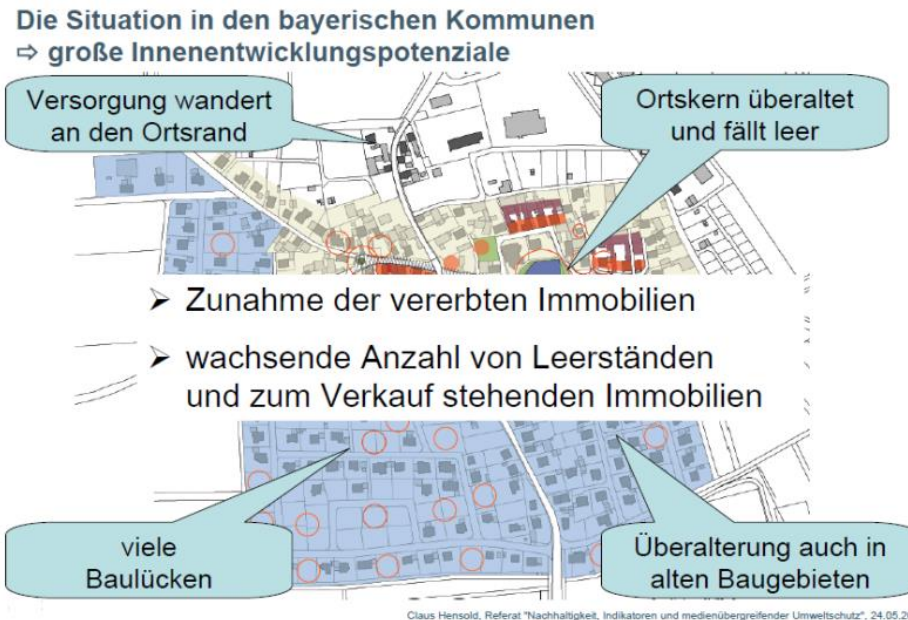 Die Situation in den bayerischen Kommunen
⇨ große Innenentwicklungspotenziale
Versorgung wandert
an den Ortsrand
Ortskern überaltet
und fällt leer
➢ Zunahme der vererbten Immobilien
➢ wachsende Anzahl von Leerständen
und zum Verkauf stehenden Immobilien
viele
Baulücken
Überalterung auch in
alten Baugebieten
Claus Hensold, Referat "Nachhaltigkeit, Indikatoren und medienübergreifender Umweltschutz", 24.05.20